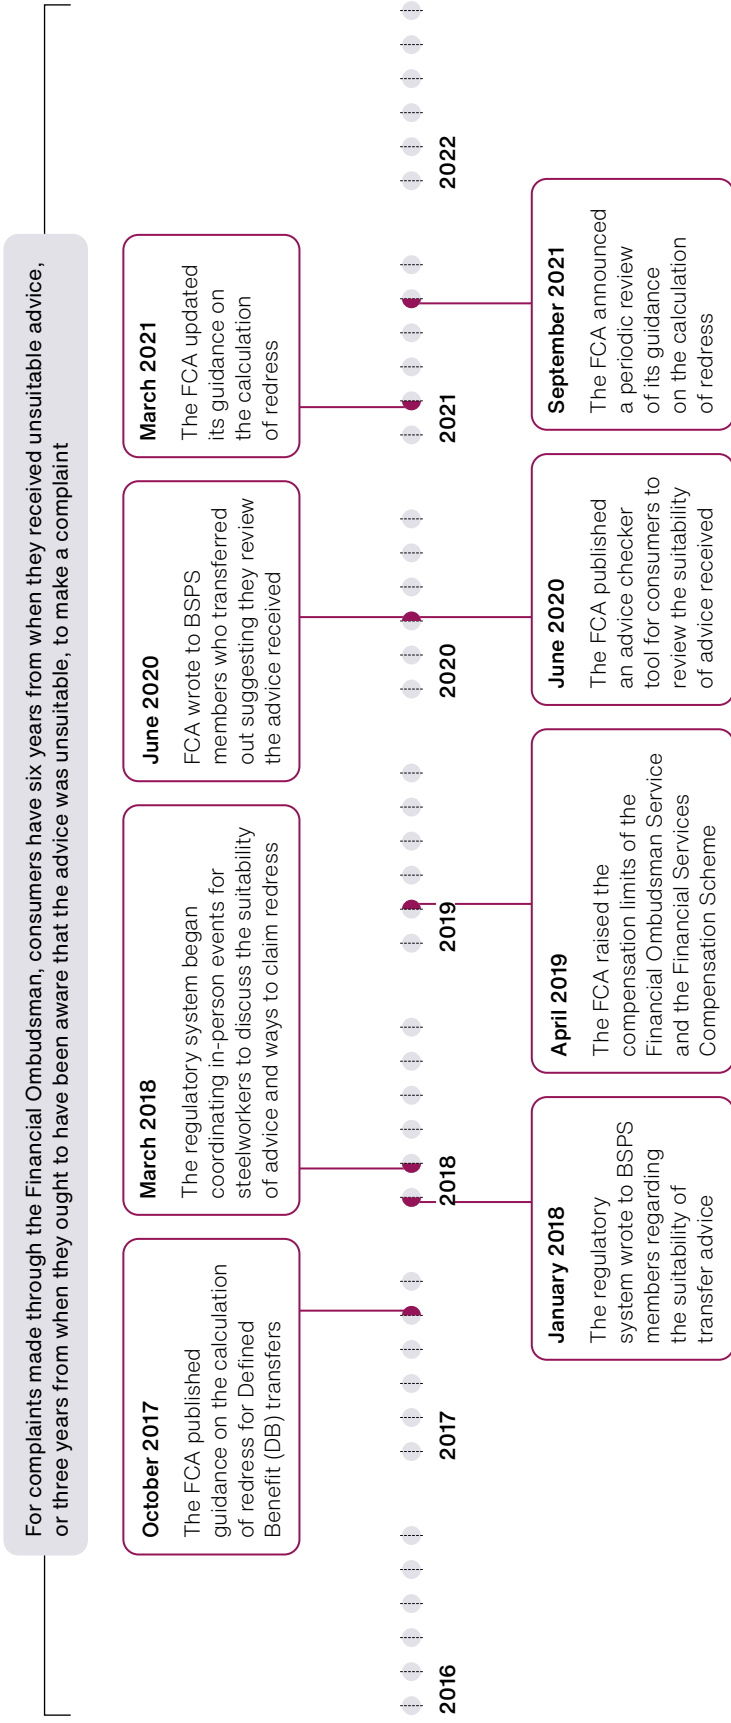 For complaints made through the Financial Ombudsman, consumers have six years from when they received unsuitable advice,
or three years from when they ought to have been aware that the advice was unsuitable, to make a complaint
October 2017
The FCA published
guidance on the calculation
of redress for Defined
Benefit (DB) transfers
March 2018
The regulatory system began
coordinating in-person events for
steelworkers to discuss the suitability
of advice and ways to claim redress
June 2020
FCA wrote to BSPS
members who transferred
out suggesting they review
the advice received
March 2021
The FCA updated
its guidance on
the calculation
of redress
2016
2017
2018
2019
2020
2021
2022
January 2018
The regulatory
system wrote to BSPS
members regarding
the suitability of
transfer advice
April 2019
The FCA raised the
compensation limits of the
Financial Ombudsman Service
and the Financial Services
Compensation Scheme
June 2020
The FCA published
an advice checker
tool for consumers to
review the suitability
of advice received
September 2021
The FCA announced
a periodic review
of its guidance
on the calculation
of redress